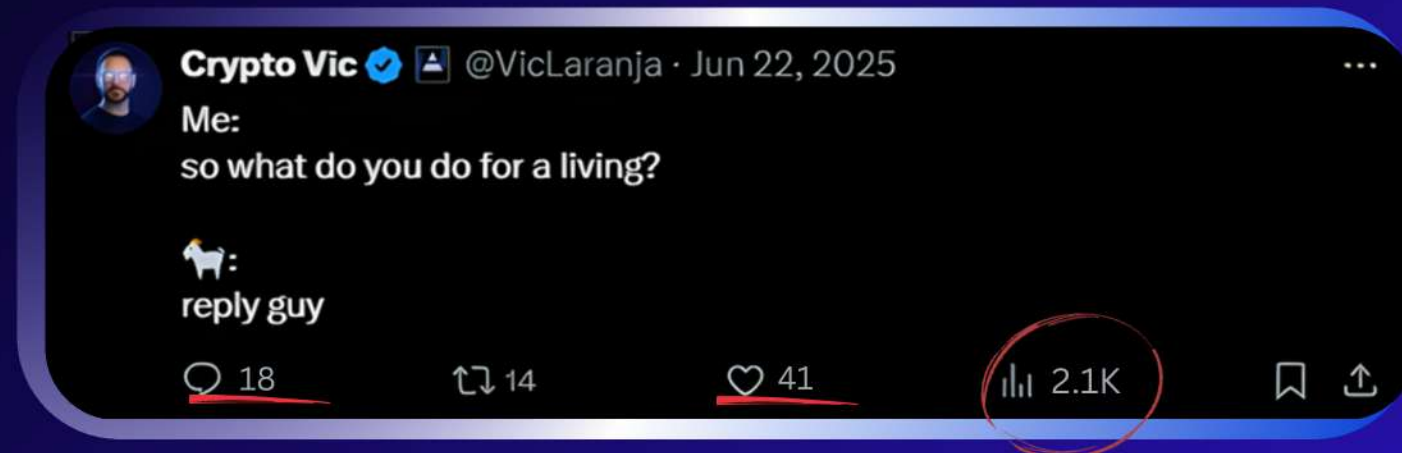 Crypto Vic @VicLaranja · Jun 22, 2025
Me:
so what do you do for a living?
🐐:
reply guy
18 14 41 2.1K